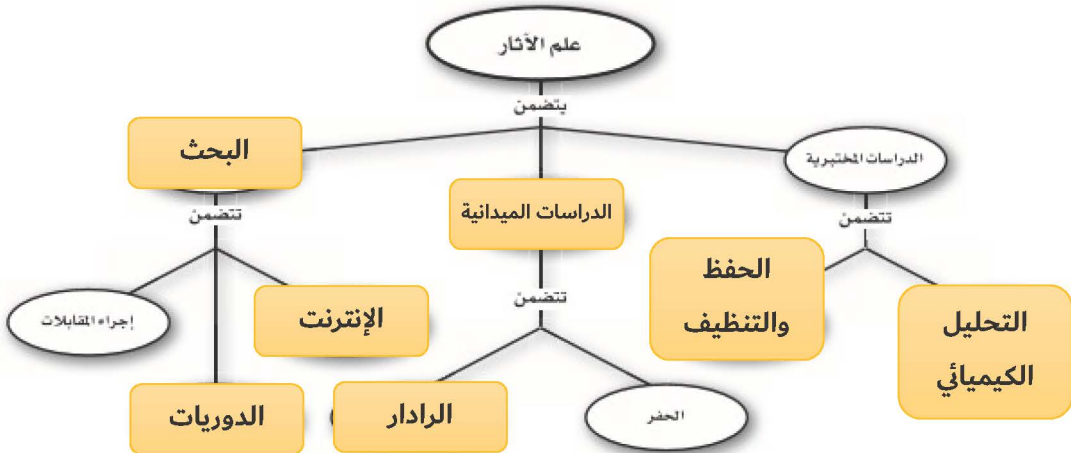 علم الآثار
يتضمن
الدراسات المختبرية
البحث
الدراسات الميدانية
تتضمن
تتضمن
تتضمن
الحفظ
والتنظيف
التحليل
الكيميائي
الإنترنت
إجراء المقابلات
الحفر
الرادار
الدوريات